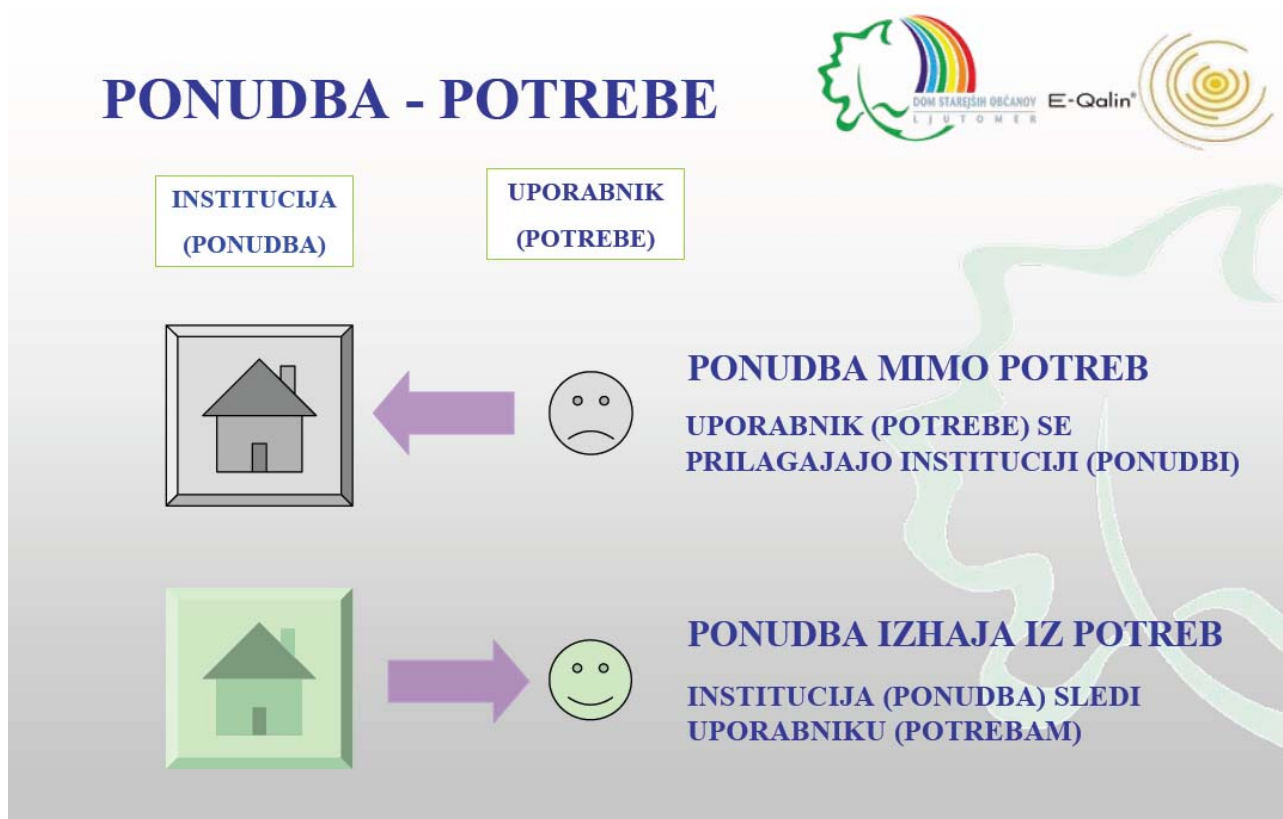 PONUDBA - POTREBE
DOM STAREJŠIH OBČANOV
LJUTOMER
E-Qalin®
INSTITUCIJA
(PONUDBA)
UPORABNIK
(POTREBE)
PONUDBA MIMO POTREB
UPORABNIK (POTREBE) SE
PRILAGAJAJO INSTITUCIJI (PONUDBI)
PONUDBA IZHAJA IZ POTREB
INSTITUCIJA (PONUDBA) SLEDI
UPORABNIKU (POTREBAM)